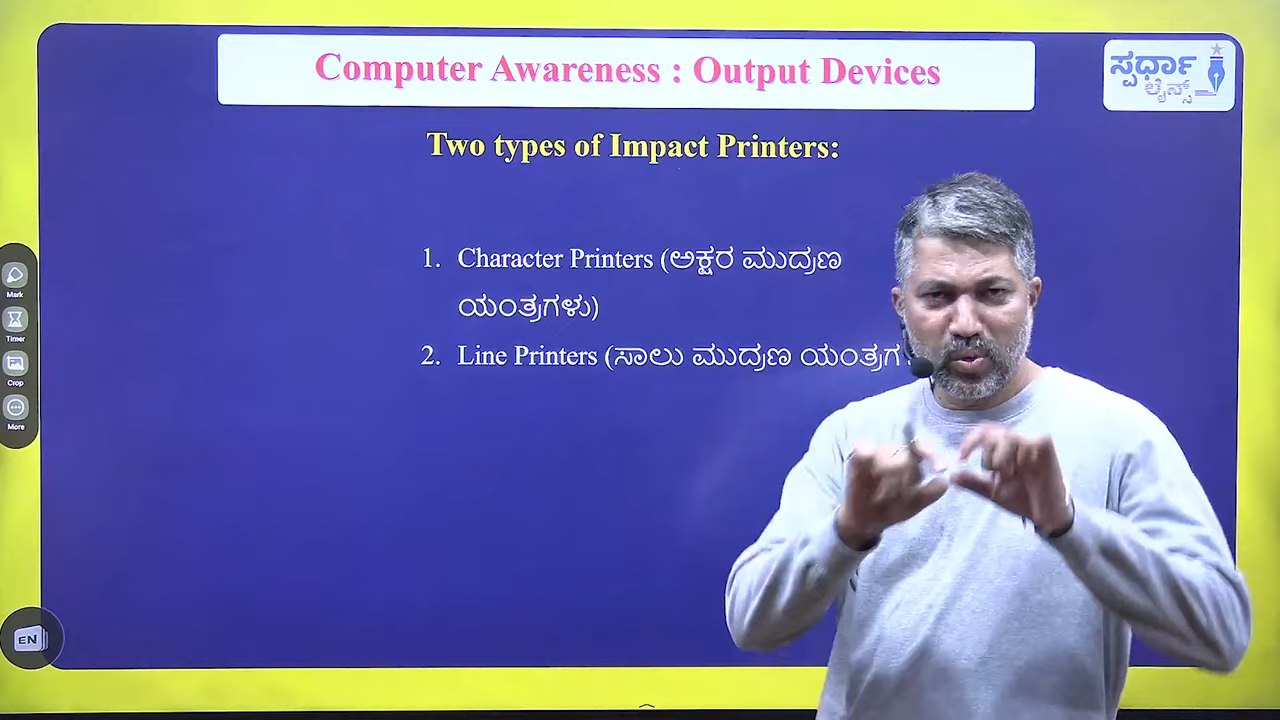 Computer Awareness : Output Devices
ಸ್ಪರ್ಧಾ
ಲೈನ್ಸ್
Two types of Impact Printers:
1. Character Printers (ಅಕ್ಷರ ಮುದ್ರಣ
ಯಂತ್ರಗಳು)
2. Line Printers (ಸಾಲು ಮುದ್ರಣ ಯಂತ್ರಗ
Mark
Timer
Crop
More
EN